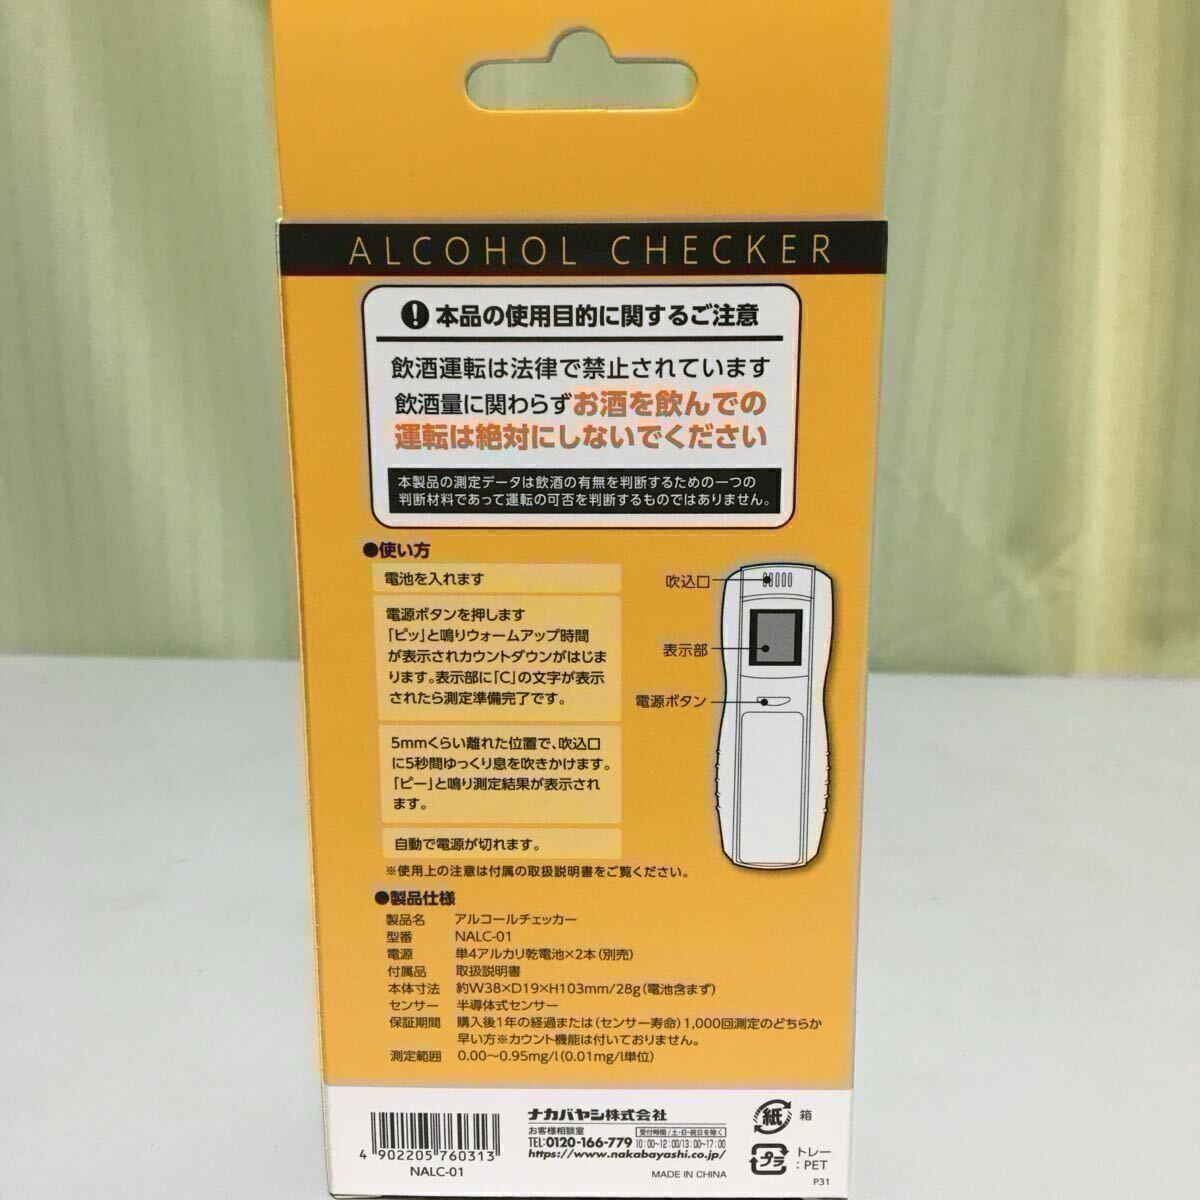 ALCOHOL CHECKER
! 本品の使用目的に関するご注意
飲酒運転は法律で禁止されています
飲酒量に関わらずお酒を飲んでの
運転は絶対にしないでください
本製品の測定データは飲酒の有無を判断するための一つの
判断材料であって運転の可否を判断するものではありません。
●使い方
電池を入れます
電源ボタンを押します
「ピッ」と鳴りウォームアップ時間
が表示されカウントダウンがはじま
ります。表示部に「C」の文字が表示
されたら測定準備完了です。
5mmくらい離れた位置で、吹込口
に5秒間ゆっくり息を吹きかけます。
「ピー」と鳴り測定結果が表示され
ます。
自動で電源が切れます。
※使用上の注意は付属の取扱説明書をご覧ください。
吹込口
表示部
電源ボタン
●製品仕様
製品名 アルコールチェッカー
型番 NALC-01
電源 単4アルカリ乾電池×2本(別売)
付属品 取扱説明書
本体寸法 約W38×D19×H103mm/28g(電池含まず)
センサー 半導体式センサー
保証期間 購入後1年の経過または(センサー寿命)1,000回測定のどちらか
早い方※カウント機能は付いておりません。
測定範囲 0.00〜0.95mg/l(0.01mg/l単位)
4 902205 760313
NALC-01
ナカバヤシ株式会社
お客様相談室 受付時間/土・日・祝日を除く
TEL:0120-166-779 10:00~12:00/13:00~17:00
https://www.nakabayashi.co.jp/
MADE IN CHINA
紙 箱
プラ トレー
:PET
P31